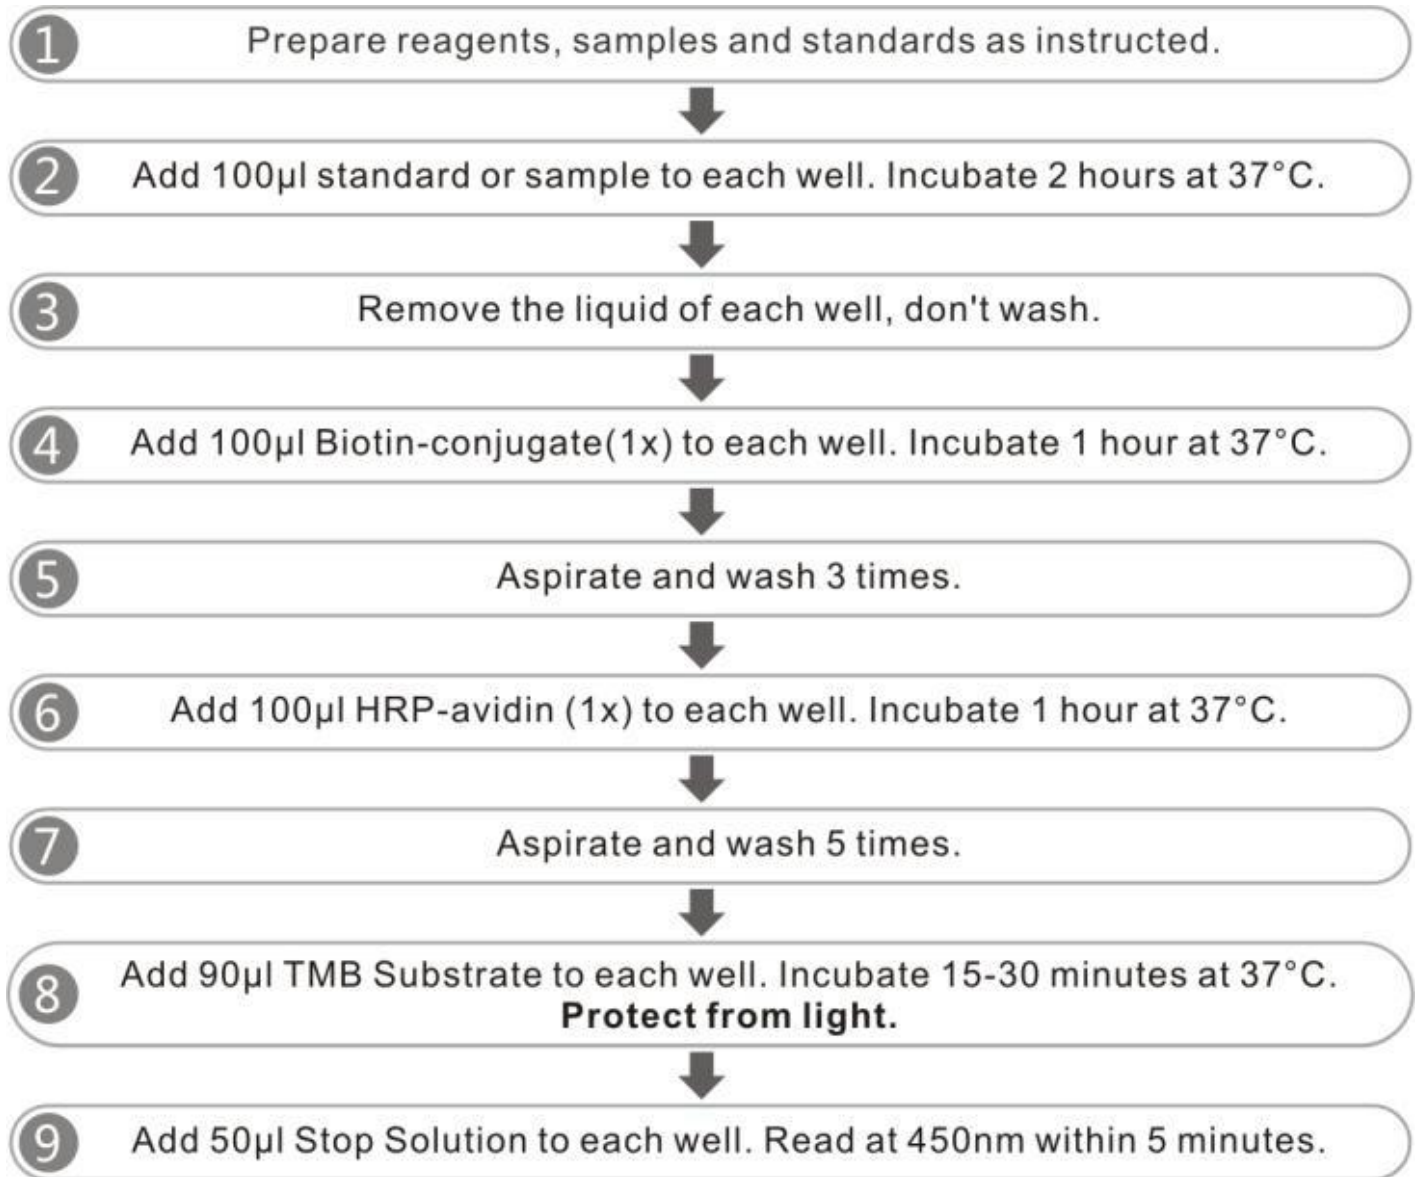 1 Prepare reagents, samples and standards as instructed.
2 Add 100µl standard or sample to each well. Incubate 2 hours at 37°C.
3 Remove the liquid of each well, don't wash.
4 Add 100µl Biotin-conjugate(1x) to each well. Incubate 1 hour at 37°C.
5 Aspirate and wash 3 times.
6 Add 100µl HRP-avidin (1x) to each well. Incubate 1 hour at 37°C.
7 Aspirate and wash 5 times.
8 Add 90µl TMB Substrate to each well. Incubate 15-30 minutes at 37°C.
Protect from light.
9 Add 50µl Stop Solution to each well. Read at 450nm within 5 minutes.